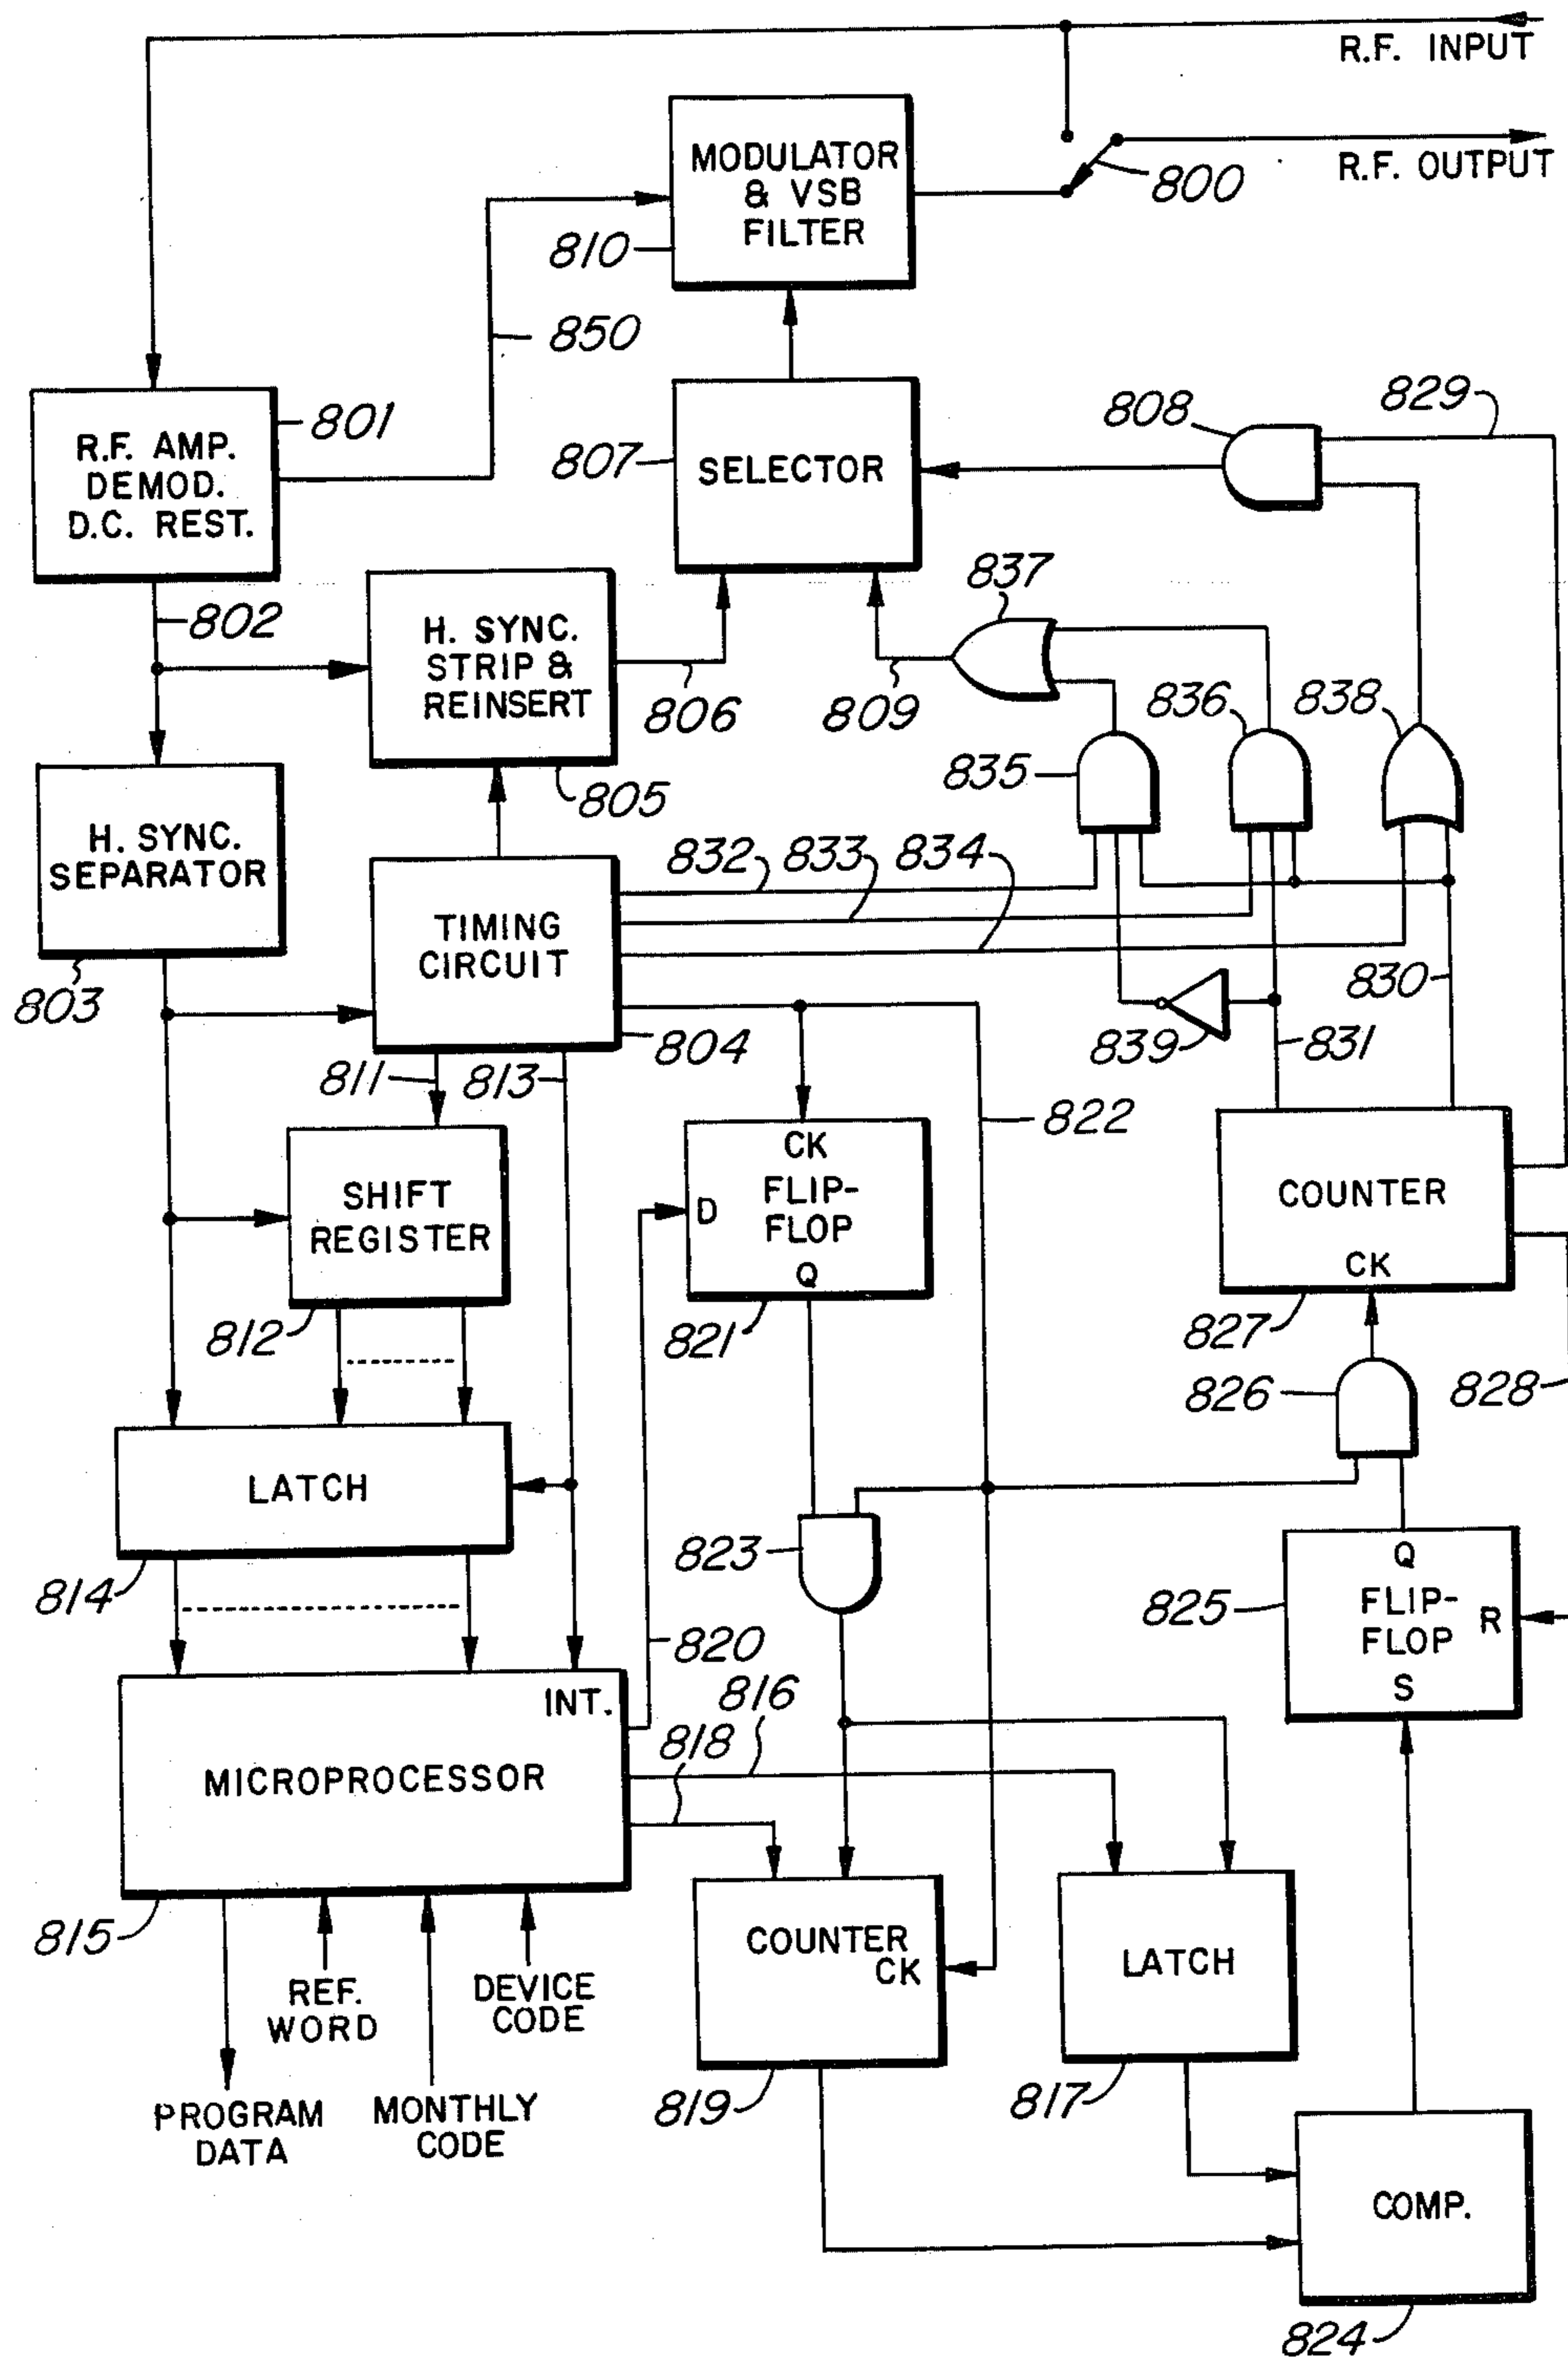 R.F. INPUT
R.F. OUTPUT
800
MODULATOR
& VSB
FILTER
810
850
R.F. AMP.
DEMOD.
D.C. REST.
801
802
SELECTOR
807
808
829
H. SYNC.
STRIP &
REINSERT
805
806
809
837
835
836
838
H. SYNC.
SEPARATOR
803
TIMING
CIRCUIT
804
832
833
834
830
839
831
811
813
822
SHIFT
REGISTER
812
CK
FLIP-
FLOP
D
Q
821
COUNTER
CK
827
828
826
LATCH
814
823
Q
FLIP-
FLOP
R
S
825
820
816
818
INT.
MICROPROCESSOR
815
REF.
WORD
DEVICE
CODE
PROGRAM
DATA
MONTHLY
CODE
COUNTER
CK
819
LATCH
817
COMP.
824